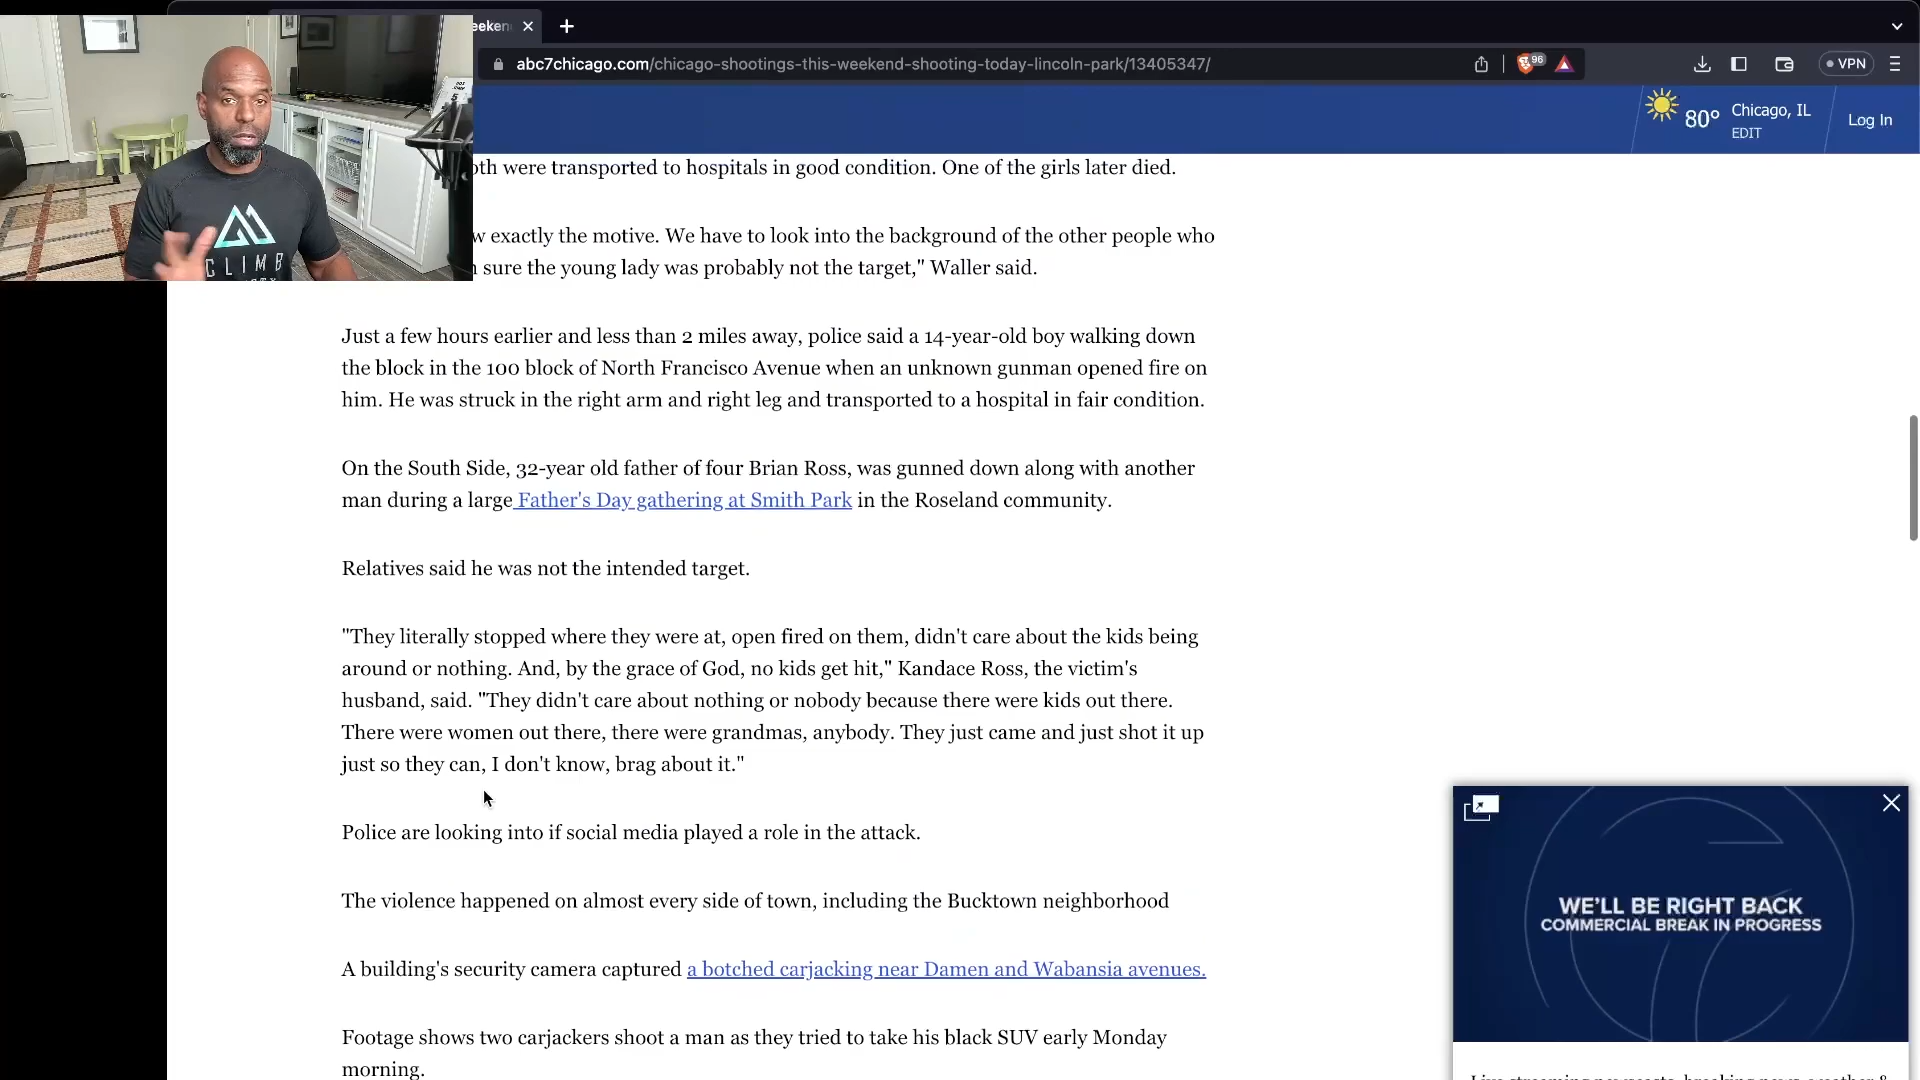 eken
abc7chicago.com/chicago-shootings-this-weekend-shooting-today-lincoln-park/13405347/
96
VPN
80°
Chicago, IL
EDIT
Log In
CLIMB
oth were transported to hospitals in good condition. One of the girls later died.
w exactly the motive. We have to look into the background of the other people who
sure the young lady was probably not the target," Waller said.
Just a few hours earlier and less than 2 miles away, police said a 14-year-old boy walking down
the block in the 100 block of North Francisco Avenue when an unknown gunman opened fire on
him. He was struck in the right arm and right leg and transported to a hospital in fair condition.
On the South Side, 32-year old father of four Brian Ross, was gunned down along with another
man during a large Father's Day gathering at Smith Park in the Roseland community.
Relatives said he was not the intended target.
"They literally stopped where they were at, open fired on them, didn't care about the kids being
around or nothing. And, by the grace of God, no kids get hit," Kandace Ross, the victim's
husband, said. "They didn't care about nothing or nobody because there were kids out there.
There were women out there, there were grandmas, anybody. They just came and just shot it up
just so they can, I don't know, brag about it."
Police are looking into if social media played a role in the attack.
The violence happened on almost every side of town, including the Bucktown neighborhood
A building's security camera captured a botched carjacking near Damen and Wabansia avenues.
Footage shows two carjackers shoot a man as they tried to take his black SUV early Monday
morning.
WE'LL BE RIGHT BACK
COMMERCIAL BREAK IN PROGRESS